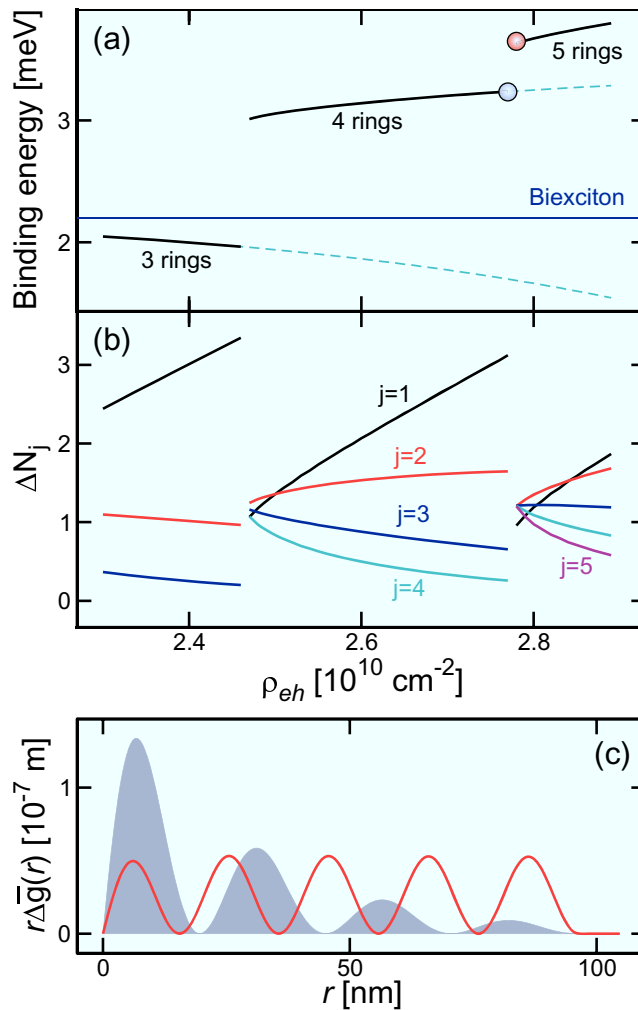 (a)
Binding energy [meV]
3
2
5 rings
4 rings
Biexciton
3 rings
(b)
ΔN_j
3
2
1
0
j=1
j=2
j=3
j=4
j=5
2.4 2.6 2.8
ρ_eh [10^10 cm^-2]
(c)
rΔg̅(r) [10^-7 m]
1
0
0 50 100
r [nm]